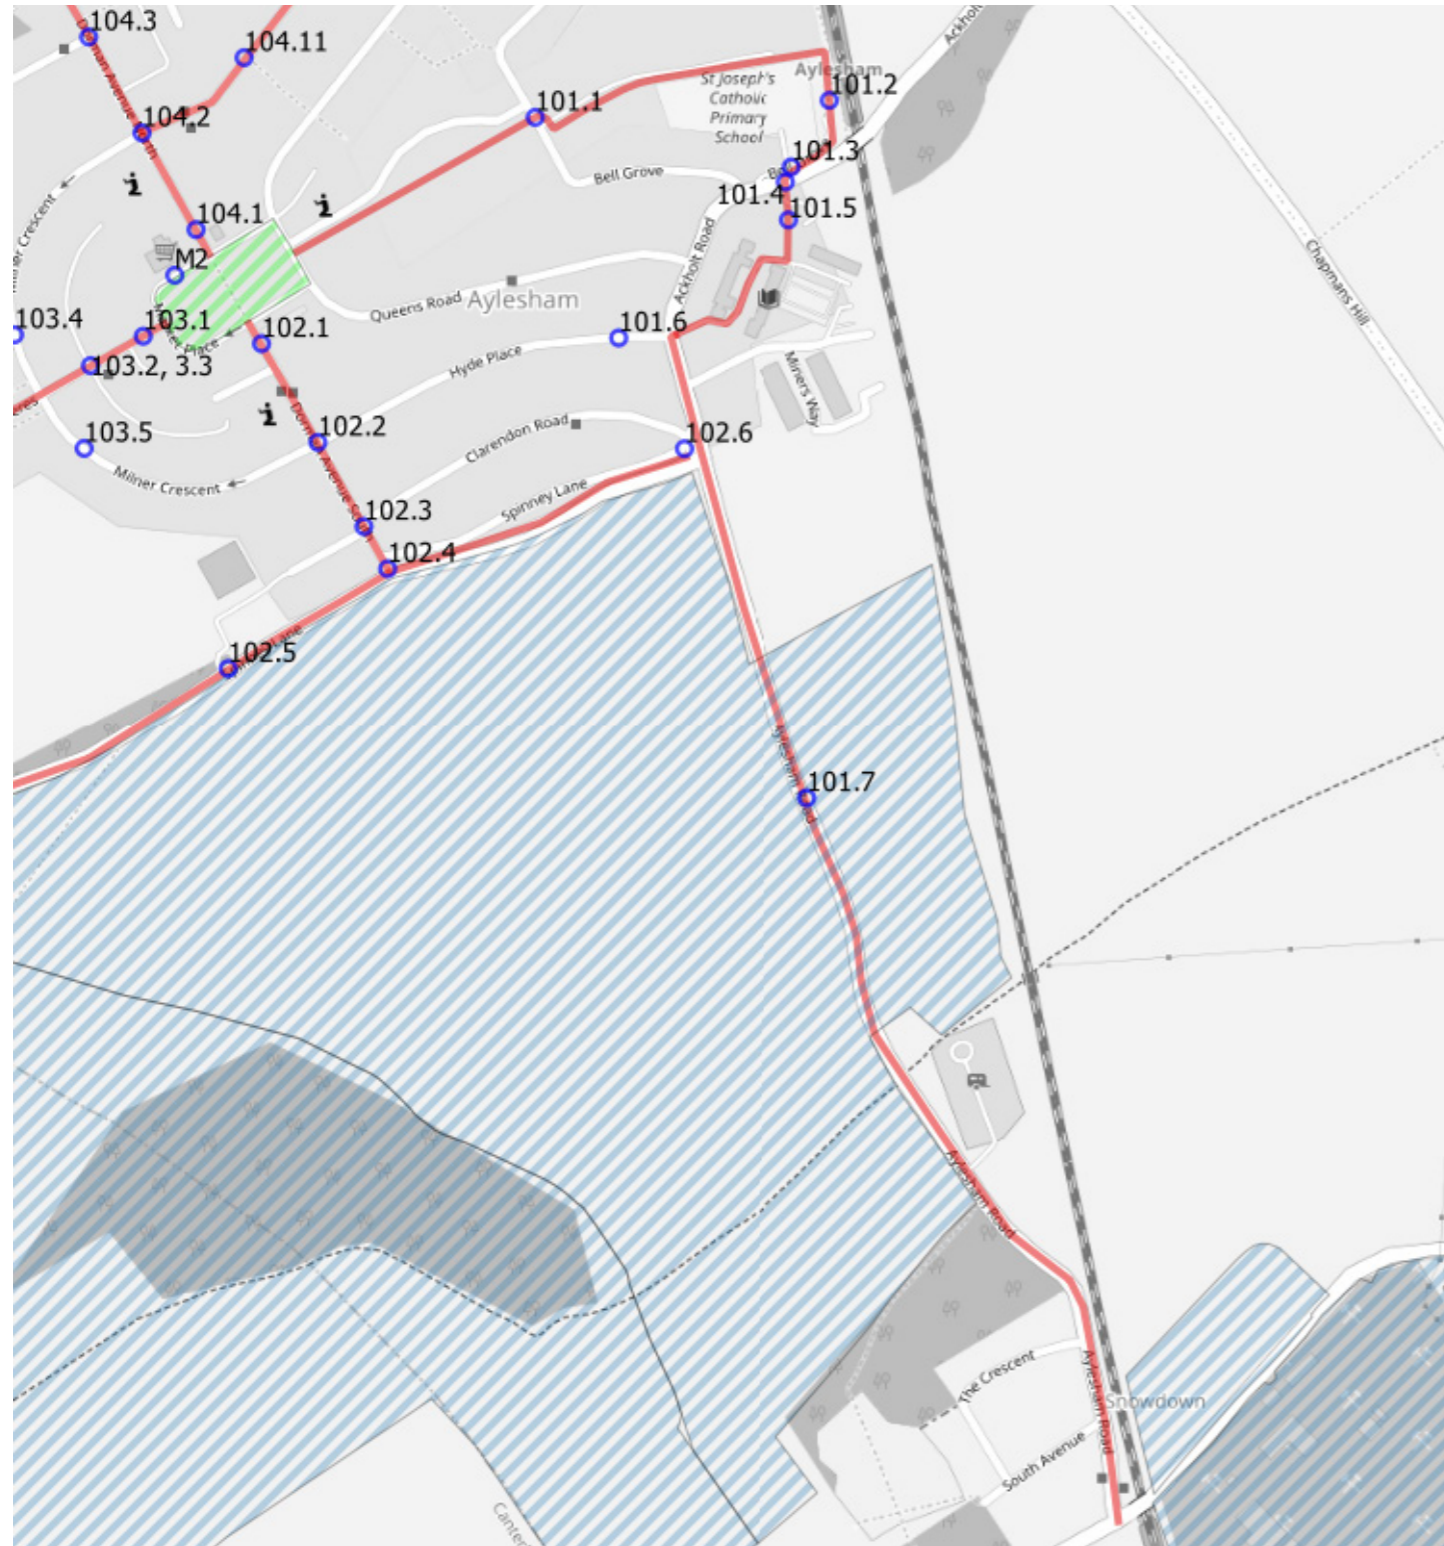 104.3
104.11
Aylesham
101.2
St Joseph's
Catholic
Primary
School
Ackholt
101.1
104.2
101.3
101.4
101.5
Bell Grove
104.1
M2
Ackholt Road
Queens Road
Aylesham
Chapmans Hill
103.4
103.1
102.1
101.6
Hyde Place
103.2, 3.3
Miners Way
103.5
102.2
Clarendon Road
102.6
Milner Crescent
Spinney Lane
102.3
102.4
102.5
101.7
Aylesham Road
Aylesham Road
The Crescent
Aylesham Road
Snowdown
South Avenue